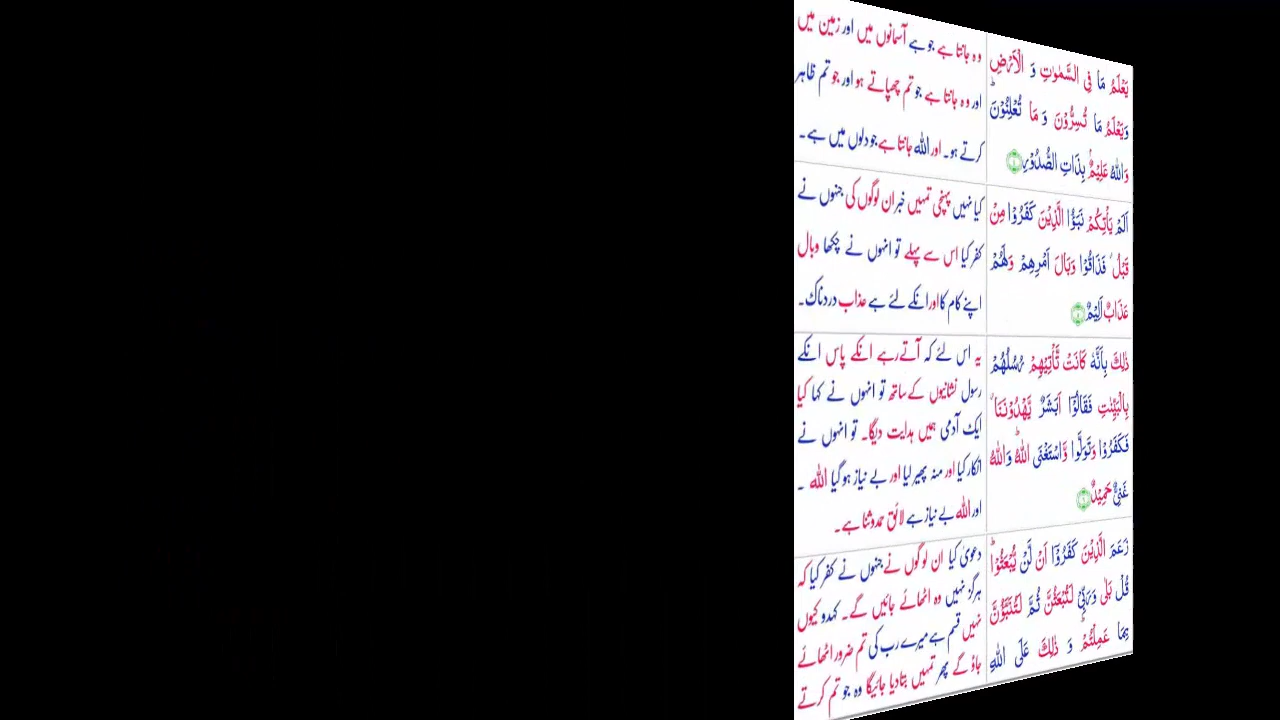 يَعْلَمُ مَا فِى السَّمٰوٰتِ وَ الْاَرْضِ
وَيَعْلَمُ مَا تُسِرُّوْنَ وَ مَا تُعْلِنُوْنَ ؕ
وَاللّٰهُ عَلِيْمٌۢ بِذَاتِ الصُّدُوْرِ
وہ جانتا ہے جو ہے آسمانوں میں اور زمین میں
اور وہ جانتا ہے جو تم چھپاتے ہو اور جو تم ظاہر
کرتے ہو۔ اور اللہ جانتا ہے جو دلوں میں ہے۔
اَلَمْ يَاْتِكُمْ نَبَؤُا الَّذِيْنَ كَفَرُوْا مِنْ
قَبْلُ ؗ فَذَاقُوْا وَبَالَ اَمْرِهِمْ وَلَهُمْ
عَذَابٌ اَلِيْمٌ
کیا نہیں پہنچی تمہیں خبر ان لوگوں کی جنہوں نے
کفر کیا اس سے پہلے تو انہوں نے چکھا وبال
اپنے کام کا اور انکے لئے ہے عذاب دردناک۔
ذٰلِكَ بِاَنَّهٗ كَانَتْ تَّاْتِيْهِمْ رُسُلُهُمْ
بِالْبَيِّنٰتِ فَقَالُوْۤا اَبَشَرٌ يَّهْدُوْنَنَا ؗ
فَكَفَرُوْا وَتَوَلَّوْا وَّاسْتَغْنَى اللّٰهُ ؕ وَاللّٰهُ
غَنِىٌّ حَمِيْدٌ
یہ اس لئے کہ آتے رہے انکے پاس انکے
رسول نشانیوں کے ساتھ تو انہوں نے کہا کیا
ایک آدمی ہمیں ہدایت دیگا۔ تو انہوں نے
انکار کیا اور منہ پھیر لیا اور بے نیاز ہو گیا اللہ ۔
اور اللہ بے نیاز ہے لائق حمدوثنا ہے۔
زَعَمَ الَّذِيْنَ كَفَرُوْۤا اَنْ لَّنْ يُّبْعَثُوْا ؕ
قُلْ بَلٰى وَرَبِّىْ لَتُبْعَثُنَّ ثُمَّ لَتُنَبَّؤُنَّ
بِمَا عَمِلْتُمْ ؕ وَ ذٰلِكَ عَلَى اللّٰهِ
دعویٰ کیا ان لوگوں نے جنہوں نے کفر کیا کہ
ہرگز نہیں وہ اٹھائے جائیں گے۔ کہدو کیوں
نہیں قسم ہے میرے رب کی تم ضرور اٹھائے
جاؤ گے پھر تمہیں بتادیا جائیگا وہ جو تم کرتے